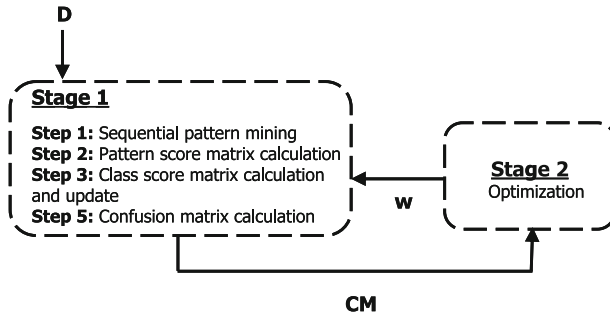 D
Stage 1
Step 1: Sequential pattern mining
Step 2: Pattern score matrix calculation
Step 3: Class score matrix calculation
and update
Step 5: Confusion matrix calculation
Stage 2
Optimization
w
CM